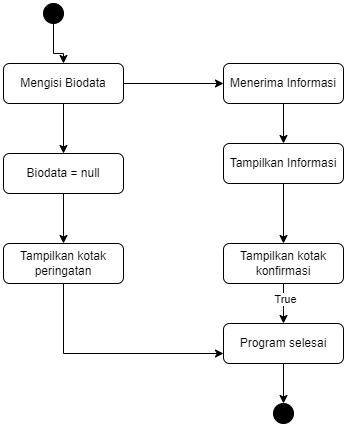 Mengisi Biodata
Menerima Informasi
Biodata = null
Tampilkan Informasi
Tampilkan kotak
peringatan
Tampilkan kotak
konfirmasi
True
Program selesai